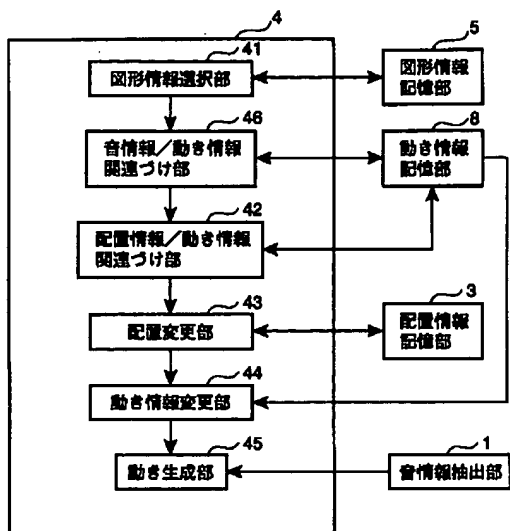 4
41
図形情報選択部
5
図形情報
記憶部
46
音情報／動き情報
関連づけ部
8
動き情報
記憶部
42
配置情報／動き情報
関連づけ部
43
配置変更部
3
配置情報
記憶部
44
動き情報変更部
45
動き生成部
1
音情報抽出部